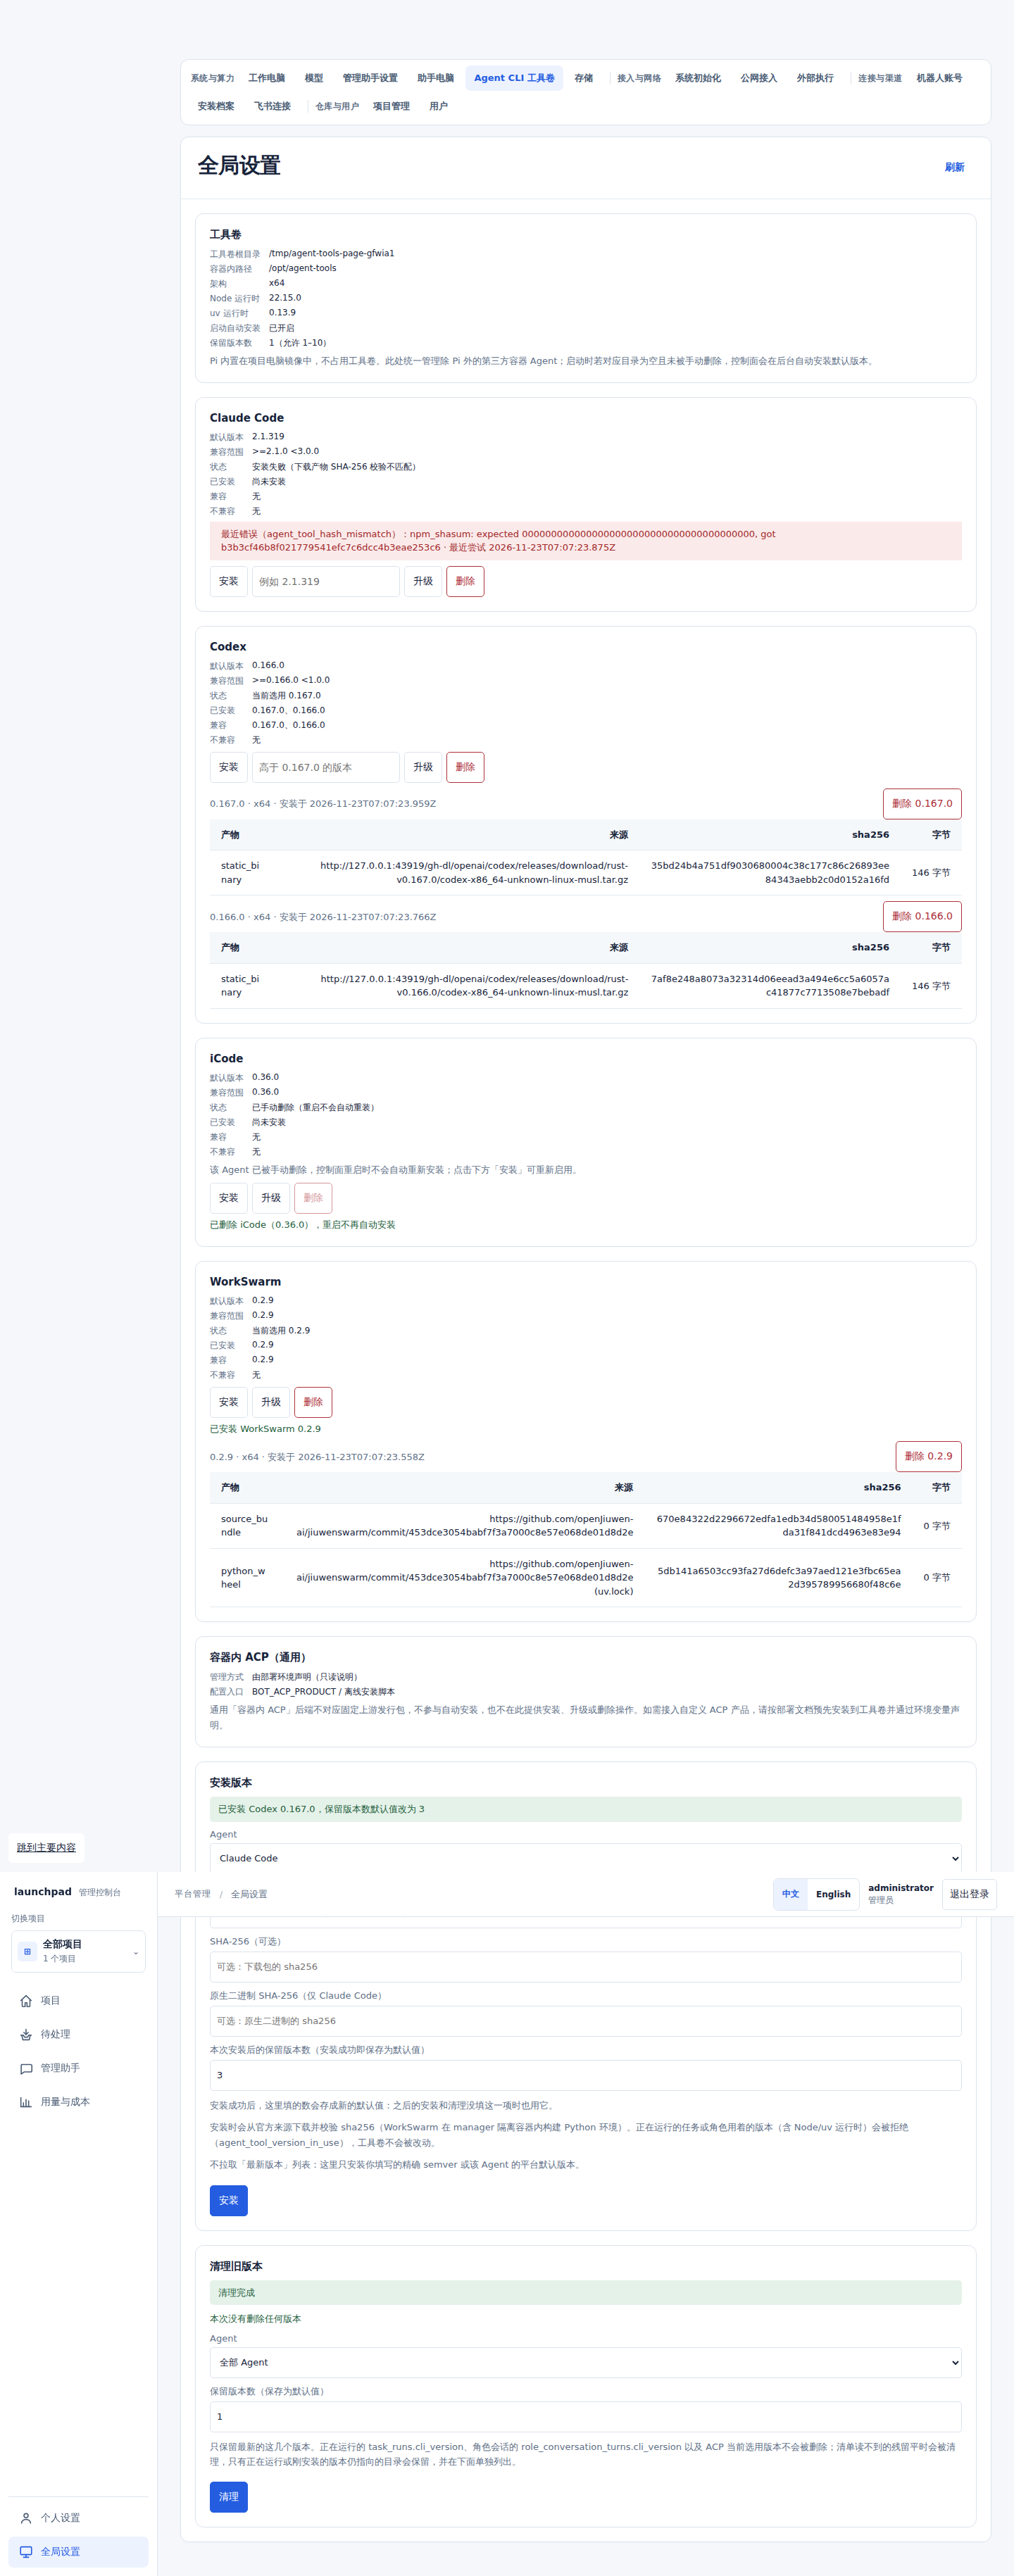 系统与算力 工作电脑 模型 管理助手设置 助手电脑 Agent CLI 工具卷 存储 接入与网络 系统初始化 公网接入 外部执行 连接与渠道 机器人账号
安装档案 飞书连接 仓库与用户 项目管理 用户
全局设置
刷新
工具卷
工具卷根目录 /tmp/agent-tools-page-gfwia1
容器内路径 /opt/agent-tools
架构 x64
Node 运行时 22.15.0
uv 运行时 0.13.9
启动自动安装 已开启
保留版本数 1（允许 1–10）
Pi 内置在项目电脑镜像中，不占用工具卷。此处统一管理除 Pi 外的第三方容器 Agent；启动时若对应目录为空且未被手动删除，控制面会在后台自动安装默认版本。
Claude Code
默认版本 2.1.319
兼容范围 >=2.1.0 <3.0.0
状态 安装失败（下载产物 SHA-256 校验不匹配）
已安装 尚未安装
兼容 无
不兼容 无
最近错误（agent_tool_hash_mismatch）：npm_shasum: expected 0000000000000000000000000000000000000000, got
b3b3cf46b8f021779541efc7c6dcc4b3eae253c6 · 最近尝试 2026-11-23T07:07:23.875Z
安装 例如 2.1.319 升级 删除
Codex
默认版本 0.166.0
兼容范围 >=0.166.0 <1.0.0
状态 当前选用 0.167.0
已安装 0.167.0、0.166.0
兼容 0.167.0、0.166.0
不兼容 无
安装 高于 0.167.0 的版本 升级 删除
0.167.0 · x64 · 安装于 2026-11-23T07:07:23.959Z 删除 0.167.0
产物 来源 sha256 字节
static_bi http://127.0.0.1:43919/gh-dl/openai/codex/releases/download/rust- 35bd24b4a751df9030680004c38c177c86c26893ee 146 字节
nary v0.167.0/codex-x86_64-unknown-linux-musl.tar.gz 84343aebb2c0d0152a16fd
0.166.0 · x64 · 安装于 2026-11-23T07:07:23.766Z 删除 0.166.0
产物 来源 sha256 字节
static_bi http://127.0.0.1:43919/gh-dl/openai/codex/releases/download/rust- 7af8e248a8073a32314d06eead3a494e6cc5a6057a 146 字节
nary v0.166.0/codex-x86_64-unknown-linux-musl.tar.gz c41877c7713508e7bebadf
iCode
默认版本 0.36.0
兼容范围 0.36.0
状态 已手动删除（重启不会自动重装）
已安装 尚未安装
兼容 无
不兼容 无
该 Agent 已被手动删除，控制面重启时不会自动重新安装；点击下方「安装」可重新启用。
安装 升级 删除
已删除 iCode（0.36.0），重启不再自动安装
WorkSwarm
默认版本 0.2.9
兼容范围 0.2.9
状态 当前选用 0.2.9
已安装 0.2.9
兼容 0.2.9
不兼容 无
安装 升级 删除
已安装 WorkSwarm 0.2.9
0.2.9 · x64 · 安装于 2026-11-23T07:07:23.558Z 删除 0.2.9
产物 来源 sha256 字节
source_bu https://github.com/openJiuwen- 670e84322d2296672edfa1edb34d580051484958e1f 0 字节
ndle ai/jiuwenswarm/commit/453dce3054babf7f3a7000c8e57e068de01d8d2e da31f841dcd4963e83e94
python_w https://github.com/openJiuwen- 5db141a6503cc93fa27d6defc3a97aed121e3fbc65ea 0 字节
heel ai/jiuwenswarm/commit/453dce3054babf7f3a7000c8e57e068de01d8d2e 2d395789956680f48c6e
(uv.lock)
容器内 ACP（通用）
管理方式 由部署环境声明（只读说明）
配置入口 BOT_ACP_PRODUCT / 离线安装脚本
通用「容器内 ACP」后端不对应固定上游发行包，不参与自动安装，也不在此提供安装、升级或删除操作。如需接入自定义 ACP 产品，请按部署文档预先安装到工具卷并通过环境变量声
明。
安装版本
已安装 Codex 0.167.0，保留版本数默认值改为 3
Agent
Claude Code
跳到主要内容
launchpad 管理控制台
平台管理 / 全局设置
中文 English
administrator
管理员
退出登录
切换项目
全部项目
1 个项目
项目
待处理
管理助手
用量与成本
SHA-256（可选）
可选：下载包的 sha256
原生二进制 SHA-256（仅 Claude Code）
可选：原生二进制的 sha256
本次安装后的保留版本数（安装成功即保存为默认值）
3
安装成功后，这里填的数会存成新的默认值：之后的安装和清理没填这一项时也用它。
安装时会从官方来源下载并校验 sha256（WorkSwarm 在 manager 隔离容器内构建 Python 环境）。正在运行的任务或角色用着的版本（含 Node/uv 运行时）会被拒绝
（agent_tool_version_in_use），工具卷不会被改动。
不拉取「最新版本」列表：这里只安装你填写的精确 semver 或该 Agent 的平台默认版本。
安装
清理旧版本
清理完成
本次没有删除任何版本
Agent
全部 Agent
保留版本数（保存为默认值）
1
只保留最新的这几个版本。正在运行的 task_runs.cli_version、角色会话的 role_conversation_turns.cli_version 以及 ACP 当前选用版本不会被删除；清单读不到的残留平时会被清
理，只有正在运行或刚安装的版本仍指向的目录会保留，并在下面单独列出。
清理
个人设置
全局设置